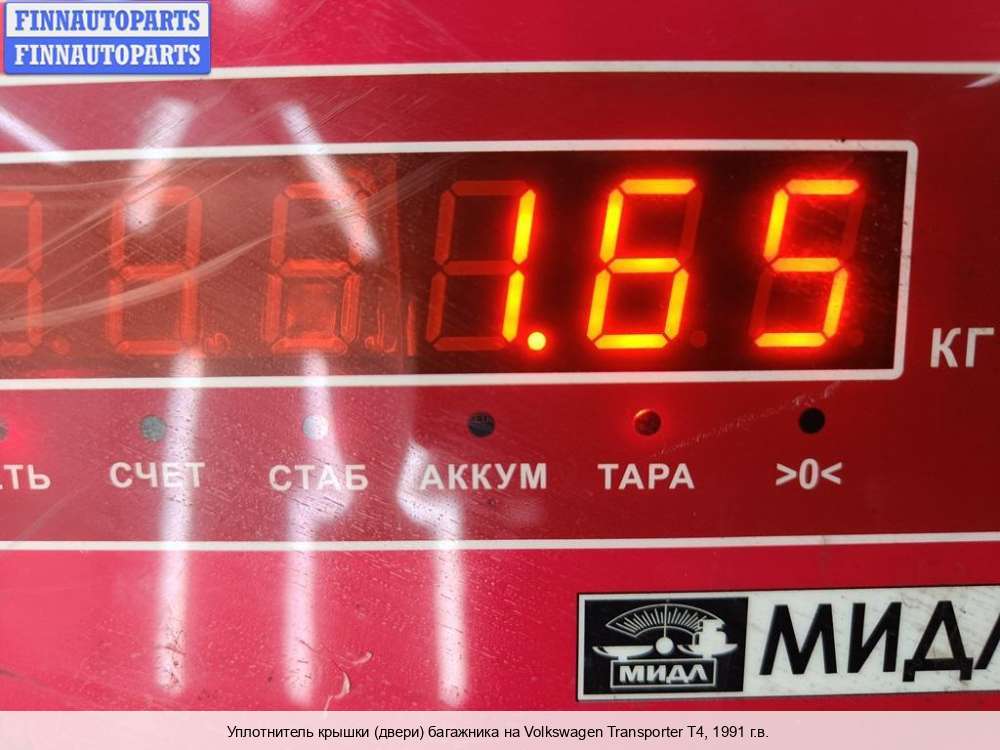 FINNAUTOPARTS
FINNAUTOPARTS
1.65
КГ
СЧЕТ СТАБ АККУМ ТАРА >0<
МИДЛ
МИДЛ
Уплотнитель крышки (двери) багажника на Volkswagen Transporter T4, 1991 г.в.